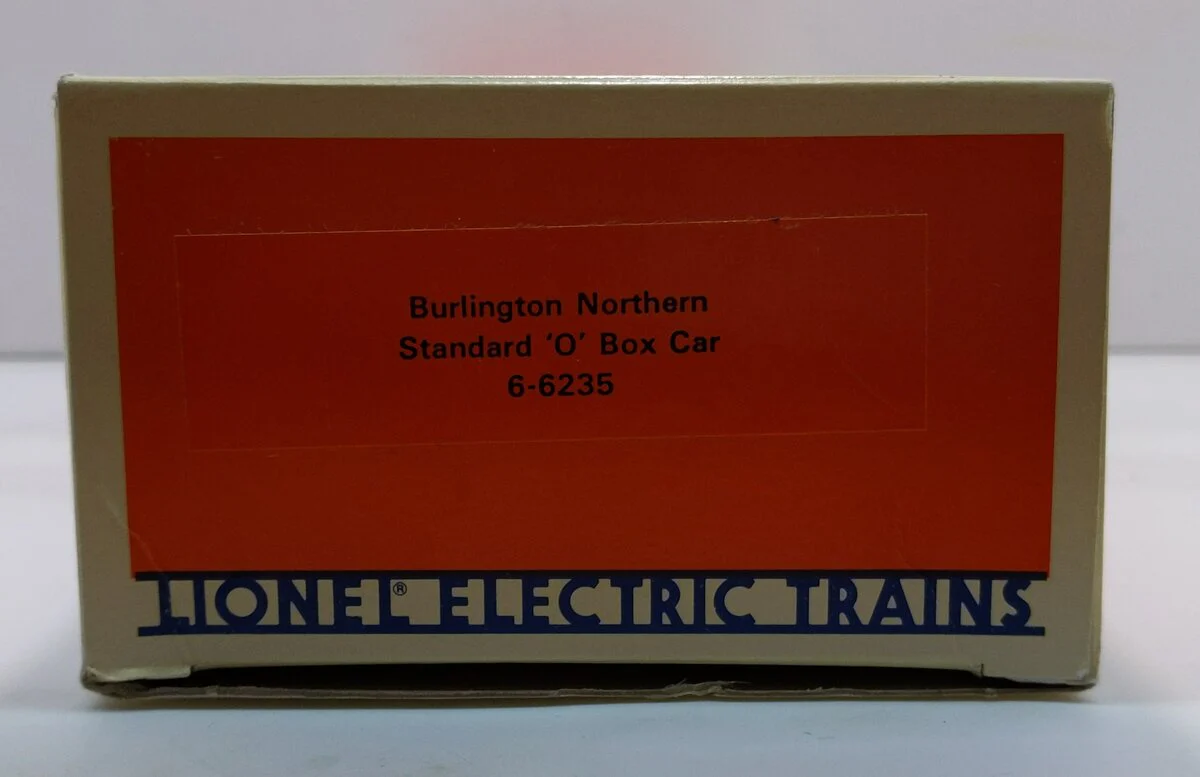 Burlington Northern
Standard 'O' Box Car
6-6235
LIONEL® ELECTRIC TRAINS